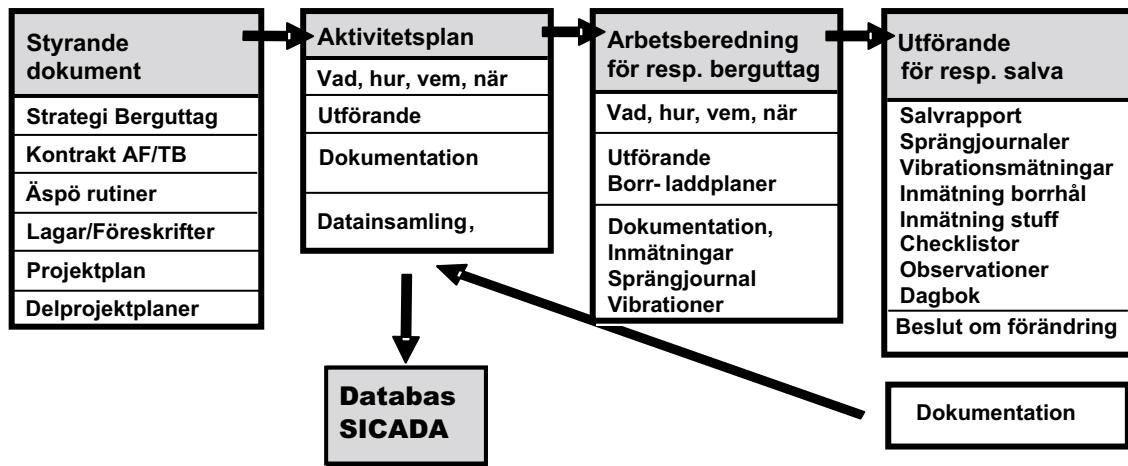 Styrande
dokument
Strategi Berguttag
Kontrakt AF/TB
Äspö rutiner
Lagar/Föreskrifter
Projektplan
Delprojektplaner
Aktivitetsplan
Vad, hur, vem, när
Utförande
Dokumentation
Datainsamling,
Arbetsberedning
för resp. berguttag
Vad, hur, vem, när
Utförande
Borr- laddplaner
Dokumentation,
Inmätningar
Sprängjournal
Vibrationer
Utförande
för resp. salva
Salvrapport
Sprängjournaler
Vibrationsmätningar
Inmätning borrhål
Inmätning stuff
Checklistor
Observationer
Dagbok
Beslut om förändring
Databas
SICADA
Dokumentation